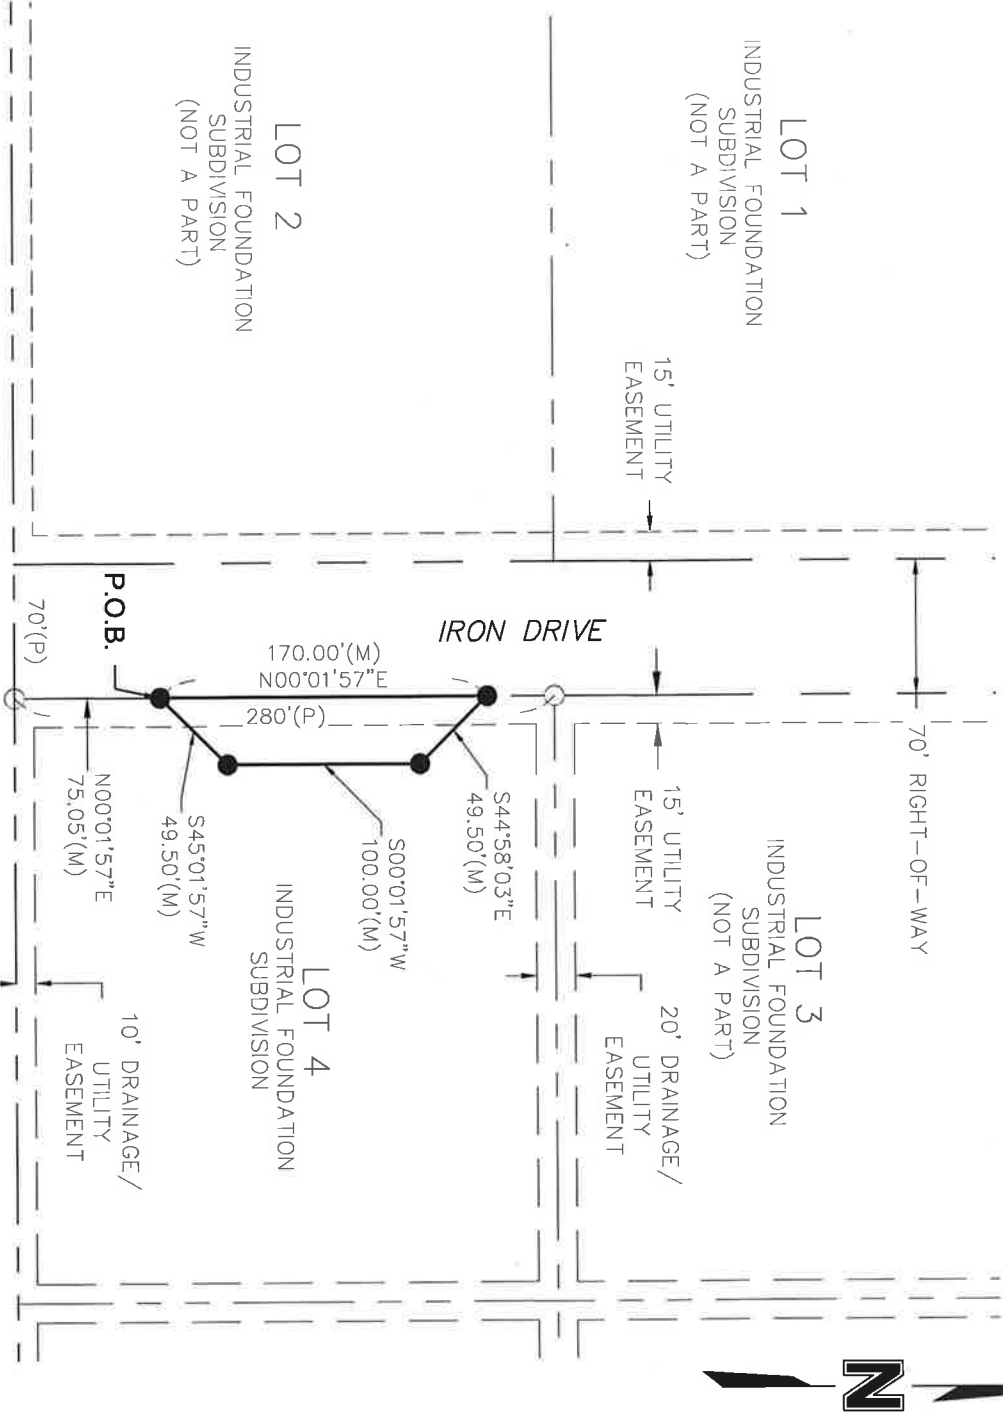 LOT 1
INDUSTRIAL FOUNDATION
SUBDIVISION
(NOT A PART)
LOT 2
INDUSTRIAL FOUNDATION
SUBDIVISION
(NOT A PART)
15' UTILITY
EASEMENT
IRON DRIVE
70' RIGHT-OF-WAY
P.O.B.
70'(P)
170.00'(M)
N00°01'57"E
280'(P)
N00°01'57"E
75.05'(M)
S45°01'57"W
49.50'(M)
S00°01'57"W
100.00'(M)
S44°58'03"E
49.50'(M)
15' UTILITY
EASEMENT
LOT 3
INDUSTRIAL FOUNDATION
SUBDIVISION
(NOT A PART)
LOT 4
INDUSTRIAL FOUNDATION
SUBDIVISION
20' DRAINAGE/
UTILITY
EASEMENT
10' DRAINAGE/
UTILITY
EASEMENT
N